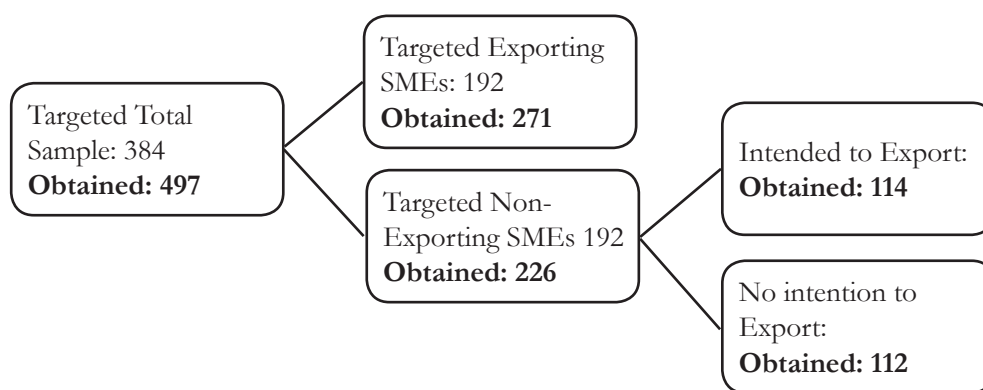 Targeted Total
Sample: 384
Obtained: 497
Targeted Exporting
SMEs: 192
Obtained: 271
Targeted Non-
Exporting SMEs 192
Obtained: 226
Intended to Export:
Obtained: 114
No intention to
Export:
Obtained: 112